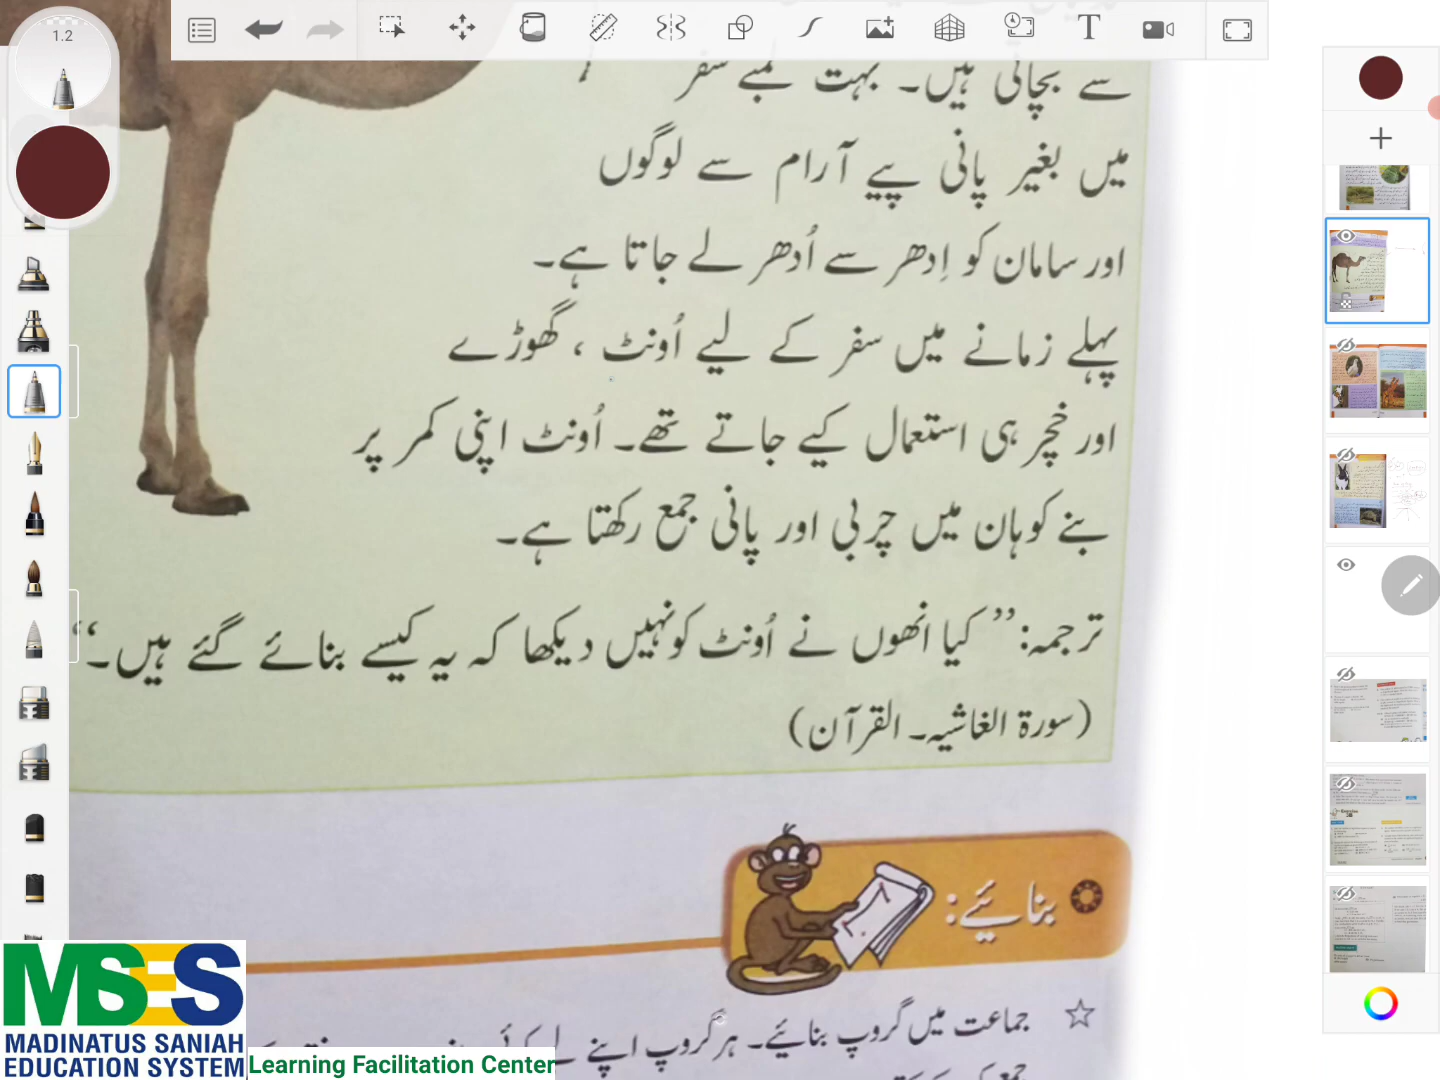 1.2
T
سے بچاتی ہیں۔ بہت لمبے سفر
میں بغیر پانی پیے آرام سے لوگوں
اور سامان کو اِدھر سے اُدھر لے جاتا ہے۔
پہلے زمانے میں سفر کے لیے اُونٹ ، گھوڑے
اور خچر ہی استعمال کیے جاتے تھے۔ اُونٹ اپنی کمر پر
بنے کوہان میں چربی اور پانی جمع رکھتا ہے۔
ترجمہ: ”کیا انھوں نے اُونٹ کو نہیں دیکھا کہ یہ کیسے بنائے گئے ہیں۔“
(سورۃ الغاشیہ۔ القرآن)
بنائیے:
جماعت میں گروپ بنائیے۔ ہر گروپ اپنے لیے کوئی
MSES
MADINATUS SANIAH
EDUCATION SYSTEM
Learning Facilitation Center